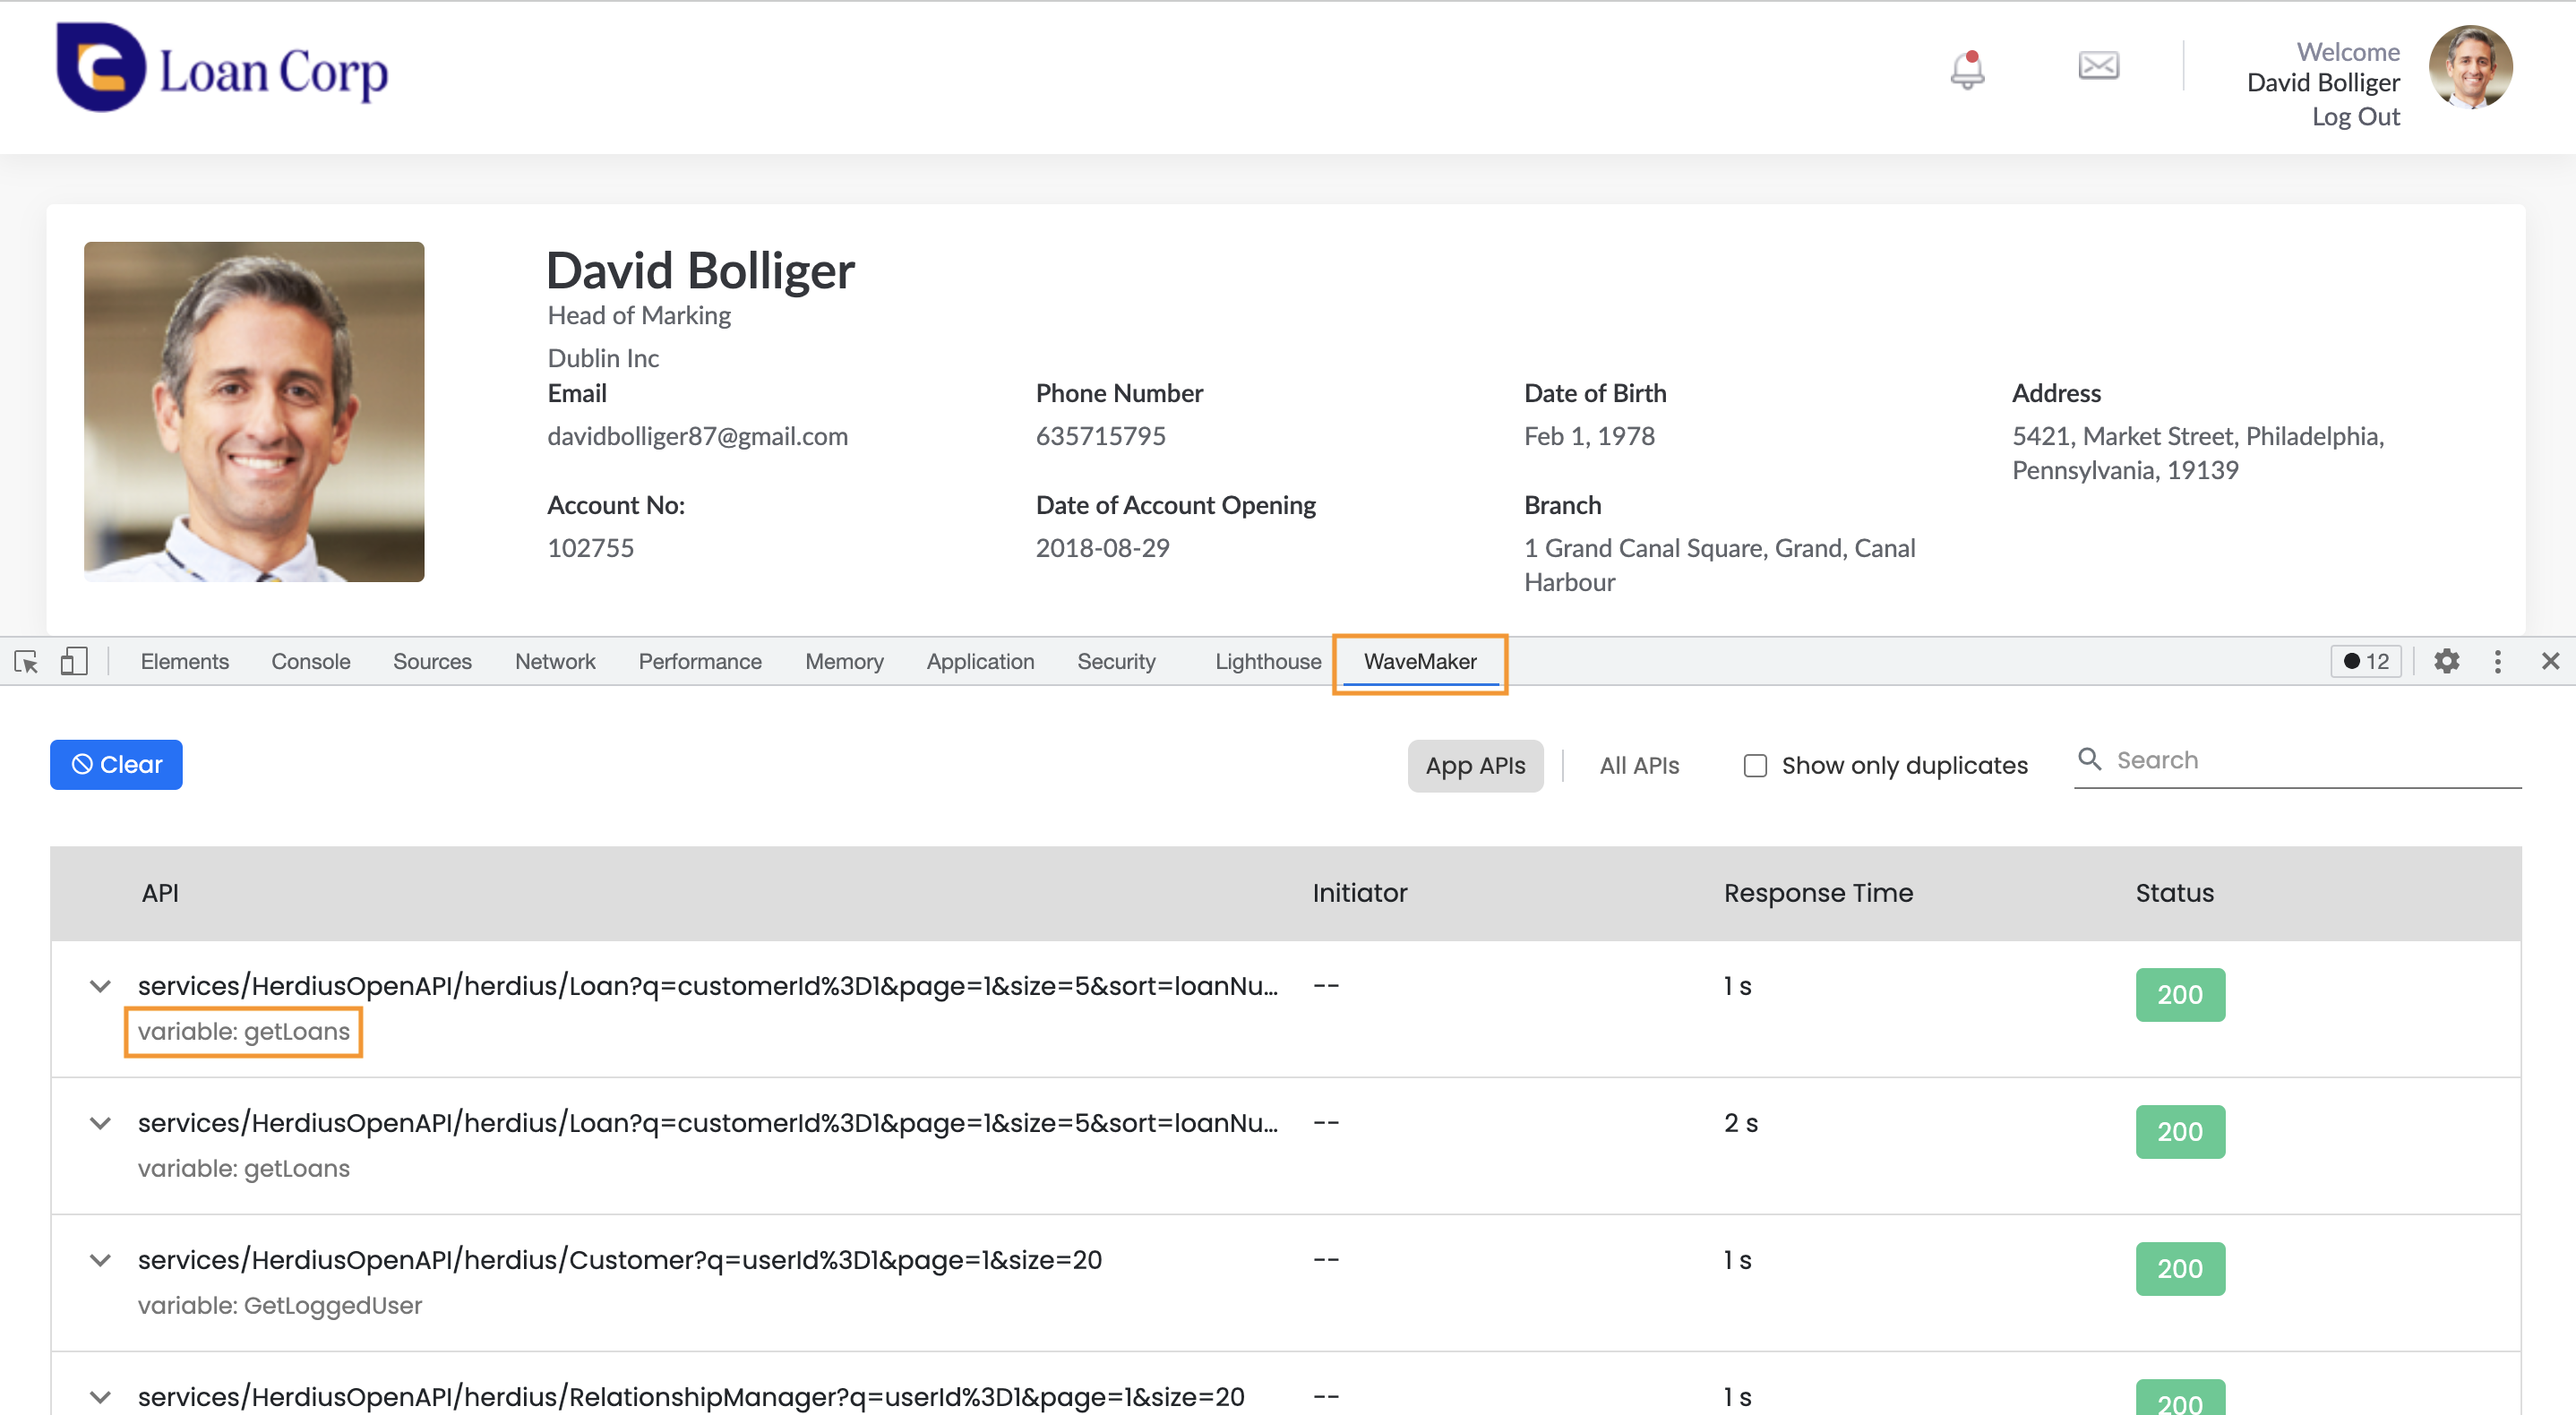 Loan Corp
Welcome
David Bolliger
Log Out
David Bolliger
Head of Marking
Dublin Inc
Email
davidbolliger87@gmail.com
Phone Number
635715795
Date of Birth
Feb 1, 1978
Address
5421, Market Street, Philadelphia,
Pennsylvania, 19139
Account No:
102755
Date of Account Opening
2018-08-29
Branch
1 Grand Canal Square, Grand, Canal
Harbour
Elements Console Sources Network Performance Memory Application Security Lighthouse WaveMaker 12
Clear App APIs All APIs Show only duplicates Search
API Initiator Response Time Status
services/HerdiusOpenAPI/herdius/Loan?q=customerId%3D1&page=1&size=5&sort=loanNu... -- 1 s 200
variable: getLoans
services/HerdiusOpenAPI/herdius/Loan?q=customerId%3D1&page=1&size=5&sort=loanNu... -- 2 s 200
variable: getLoans
services/HerdiusOpenAPI/herdius/Customer?q=userId%3D1&page=1&size=20 -- 1 s 200
variable: GetLoggedUser
services/HerdiusOpenAPI/herdius/RelationshipManager?q=userId%3D1&page=1&size=20 -- 1 s 200